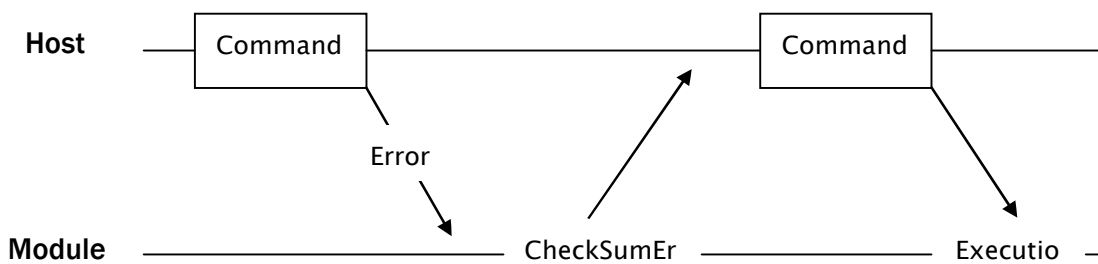 Host
Command
Command
Error
Module
CheckSumEr
Executio